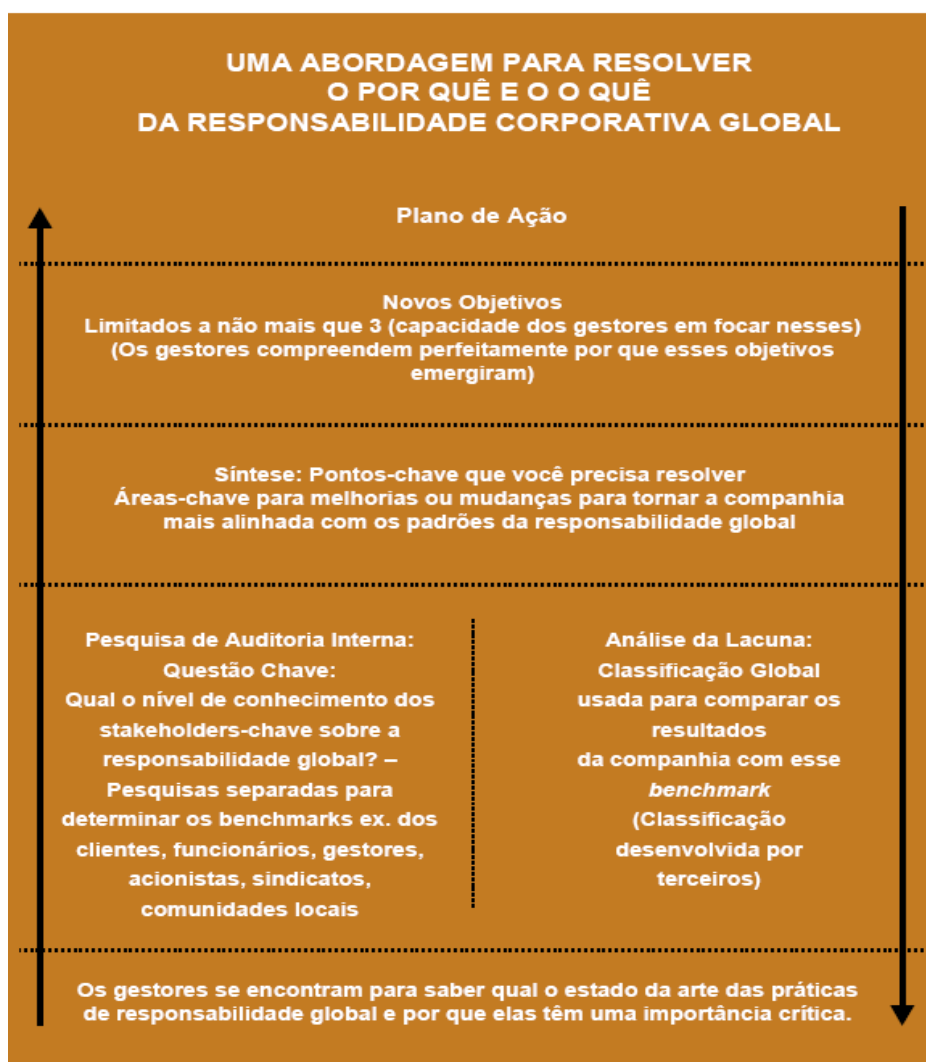 UMA ABORDAGEM PARA RESOLVER
O POR QUÊ E O O QUÊ
DA RESPONSABILIDADE CORPORATIVA GLOBAL
Plano de Ação
Novos Objetivos
Limitados a não mais que 3 (capacidade dos gestores em focar nesses)
(Os gestores compreendem perfeitamente por que esses objetivos
emergiram)
Síntese: Pontos-chave que você precisa resolver
Áreas-chave para melhorias ou mudanças para tornar a companhia
mais alinhada com os padrões da responsabilidade global
Pesquisa de Auditoria Interna:
Questão Chave:
Qual o nível de conhecimento dos
stakeholders-chave sobre a
responsabilidade global? –
Pesquisas separadas para
determinar os benchmarks ex. dos
clientes, funcionários, gestores,
acionistas, sindicatos,
comunidades locais
Análise da Lacuna:
Classificação Global
usada para comparar os
resultados
da companhia com esse
benchmark
(Classificação
desenvolvida por
terceiros)
Os gestores se encontram para saber qual o estado da arte das práticas
de responsabilidade global e por que elas têm uma importância crítica.